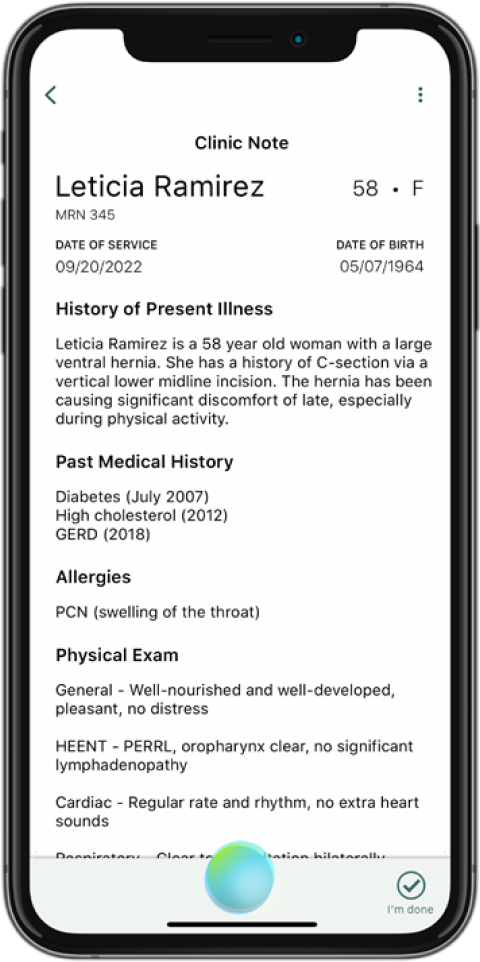 Clinic Note
Leticia Ramirez 58 • F
MRN 345
DATE OF SERVICE DATE OF BIRTH
09/20/2022 05/07/1964
History of Present Illness
Leticia Ramirez is a 58 year old woman with a large
ventral hernia. She has a history of C-section via a
vertical lower midline incision. The hernia has been
causing significant discomfort of late, especially
during physical activity.
Past Medical History
Diabetes (July 2007)
High cholesterol (2012)
GERD (2018)
Allergies
PCN (swelling of the throat)
Physical Exam
General - Well-nourished and well-developed,
pleasant, no distress
HEENT - PERRL, oropharynx clear, no significant
lymphadenopathy
Cardiac - Regular rate and rhythm, no extra heart
sounds
Respiratory - Clear to bilaterally
I'm done